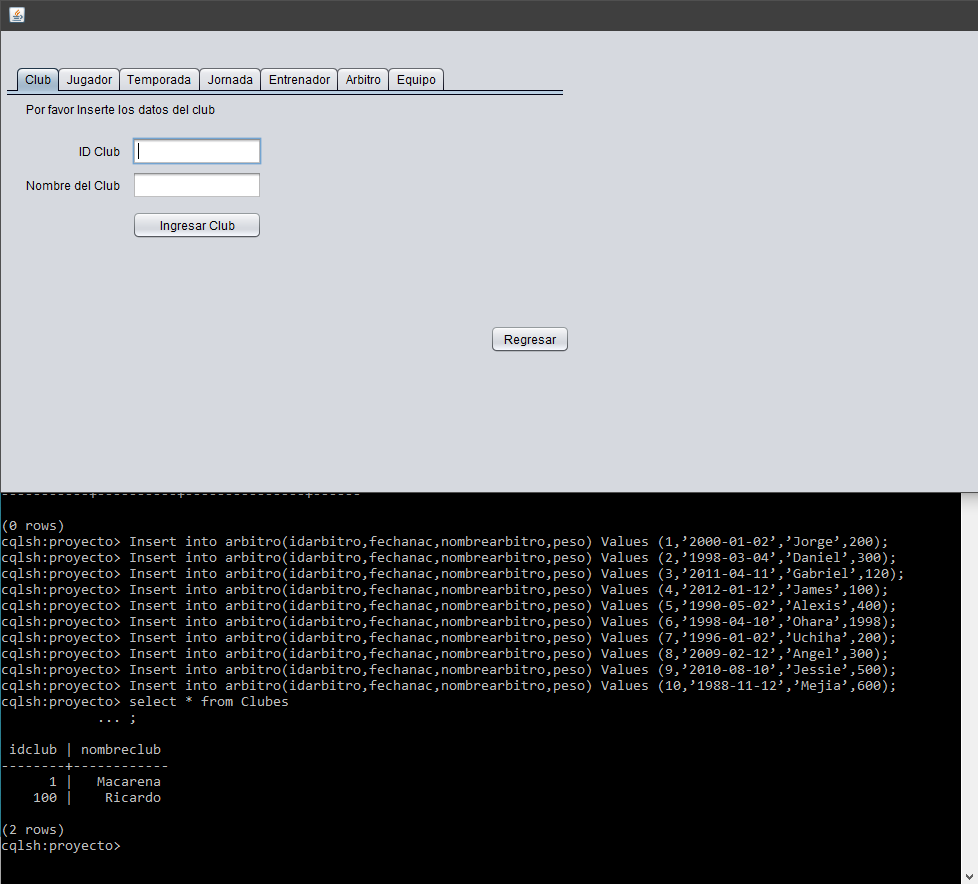 Club Jugador Temporada Jornada Entrenador Arbitro Equipo
Por favor Inserte los datos del club
ID Club
Nombre del Club
Ingresar Club
Regresar
-----------+----------+---------------+------
(0 rows)
cqlsh:proyecto> Insert into arbitro(idarbitro,fechanac,nombrearbitro,peso) Values (1,’2000-01-02’,’Jorge’,200);
cqlsh:proyecto> Insert into arbitro(idarbitro,fechanac,nombrearbitro,peso) Values (2,’1998-03-04’,’Daniel’,300);
cqlsh:proyecto> Insert into arbitro(idarbitro,fechanac,nombrearbitro,peso) Values (3,’2011-04-11’,’Gabriel’,120);
cqlsh:proyecto> Insert into arbitro(idarbitro,fechanac,nombrearbitro,peso) Values (4,’2012-01-12’,’James’,100);
cqlsh:proyecto> Insert into arbitro(idarbitro,fechanac,nombrearbitro,peso) Values (5,’1990-05-02’,’Alexis’,400);
cqlsh:proyecto> Insert into arbitro(idarbitro,fechanac,nombrearbitro,peso) Values (6,’1998-04-10’,’Ohara’,1998);
cqlsh:proyecto> Insert into arbitro(idarbitro,fechanac,nombrearbitro,peso) Values (7,’1996-01-02’,’Uchiha’,200);
cqlsh:proyecto> Insert into arbitro(idarbitro,fechanac,nombrearbitro,peso) Values (8,’2009-02-12’,’Angel’,300);
cqlsh:proyecto> Insert into arbitro(idarbitro,fechanac,nombrearbitro,peso) Values (9,’2010-08-10’,’Jessie’,500);
cqlsh:proyecto> Insert into arbitro(idarbitro,fechanac,nombrearbitro,peso) Values (10,’1988-11-12’,’Mejia’,600);
cqlsh:proyecto> select * from Clubes
            ... ;
 idclub | nombreclub
--------+------------
      1 |   Macarena
    100 |    Ricardo
(2 rows)
cqlsh:proyecto>